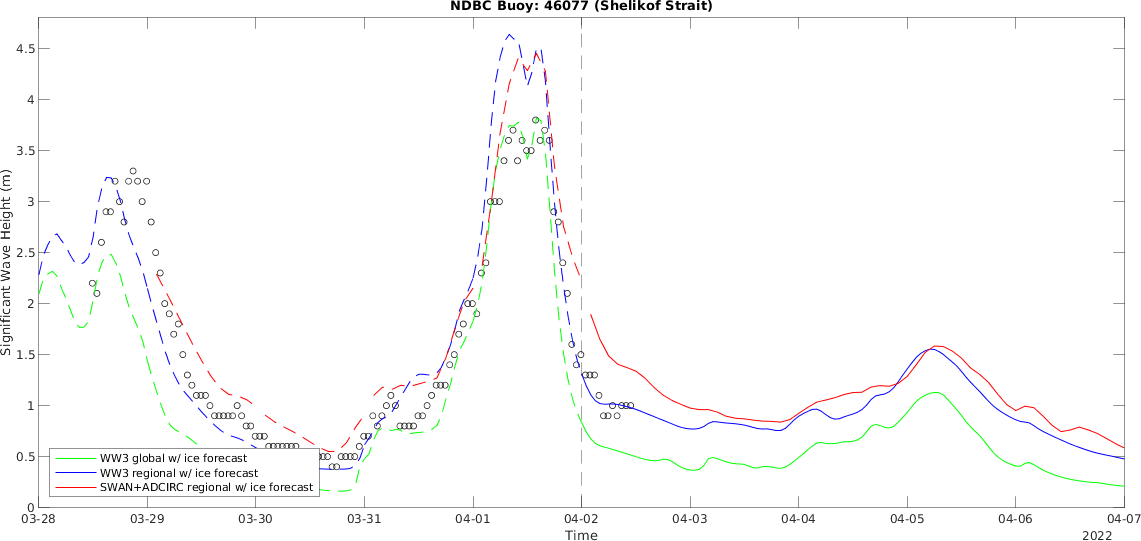 NDBC Buoy: 46077 (Shelikof Strait)
Significant Wave Height (m)
4.5
4
3.5
3
2.5
2
1.5
1
0.5
0
WW3 global w/ ice forecast
WW3 regional w/ ice forecast
SWAN+ADCIRC regional w/ ice forecast
03-28 03-29 03-30 03-31 04-01 04-02 04-03 04-04 04-05 04-06 04-07
Time
2022